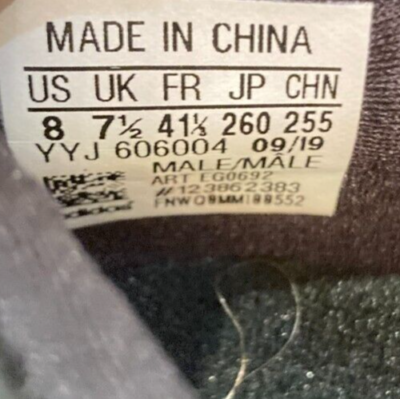 MADE IN CHINA
US UK FR JP CHN
8 7½ 41⅓ 260 255
YYJ 606004 09/19
MALE/MÂLE
ART EG0692
#123862383
adidas